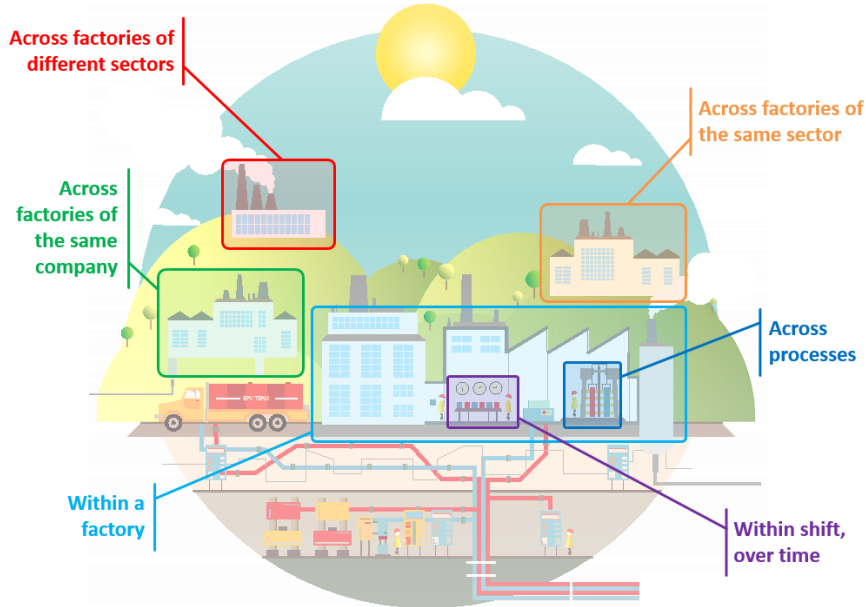 Across factories of
different sectors
Across factories of
the same sector
Across
factories of
the same
company
Across
processes
Within a
factory
Within shift,
over time